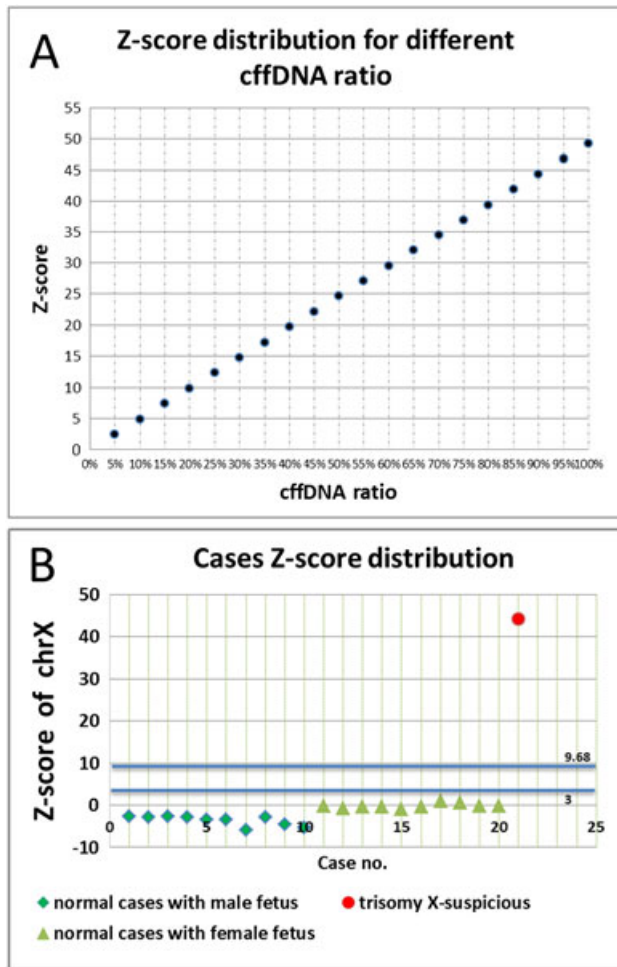 A
Z-score distribution for different
cffDNA ratio
55
50
45
40
35
30
25
20
15
10
5
0
Z-score
0% 5% 10% 15% 20% 25% 30% 35% 40% 45% 50% 55% 60% 65% 70% 75% 80% 85% 90% 95% 100%
cffDNA ratio
B
Cases Z-score distribution
50
40
30
20
10
0
-10
Z-score of chrX
9.68
3
0 5 10 15 20 25
Case no.
normal cases with male fetus
trisomy X-suspicious
normal cases with female fetus